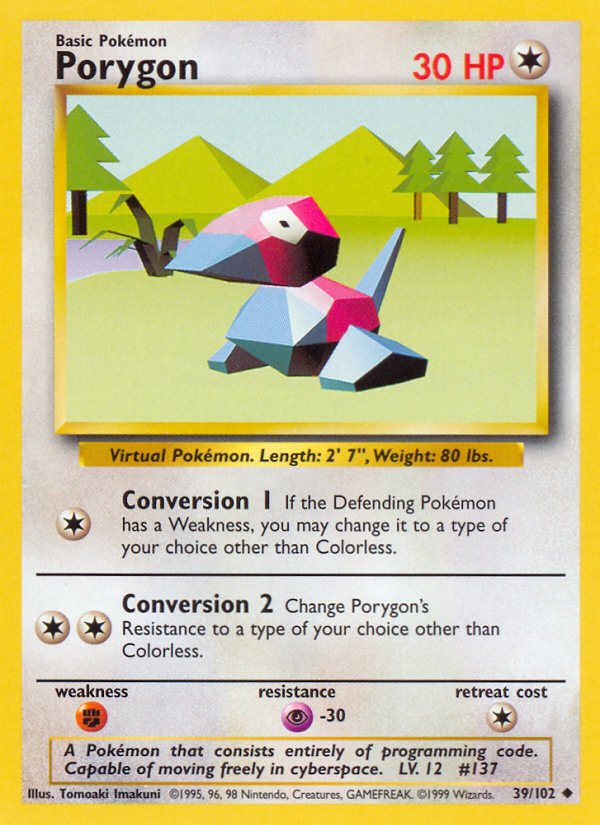 Basic Pokémon
Porygon 30 HP
Virtual Pokémon. Length: 2' 7", Weight: 80 lbs.
Conversion 1 If the Defending Pokémon
has a Weakness, you may change it to a type of
your choice other than Colorless.
Conversion 2 Change Porygon's
Resistance to a type of your choice other than
Colorless.
weakness resistance retreat cost
-30
A Pokémon that consists entirely of programming code.
Capable of moving freely in cyberspace. LV. 12 #137
Illus. Tomoaki Imakuni ©1995, 96, 98 Nintendo, Creatures, GAMEFREAK. ©1999 Wizards. 39/102